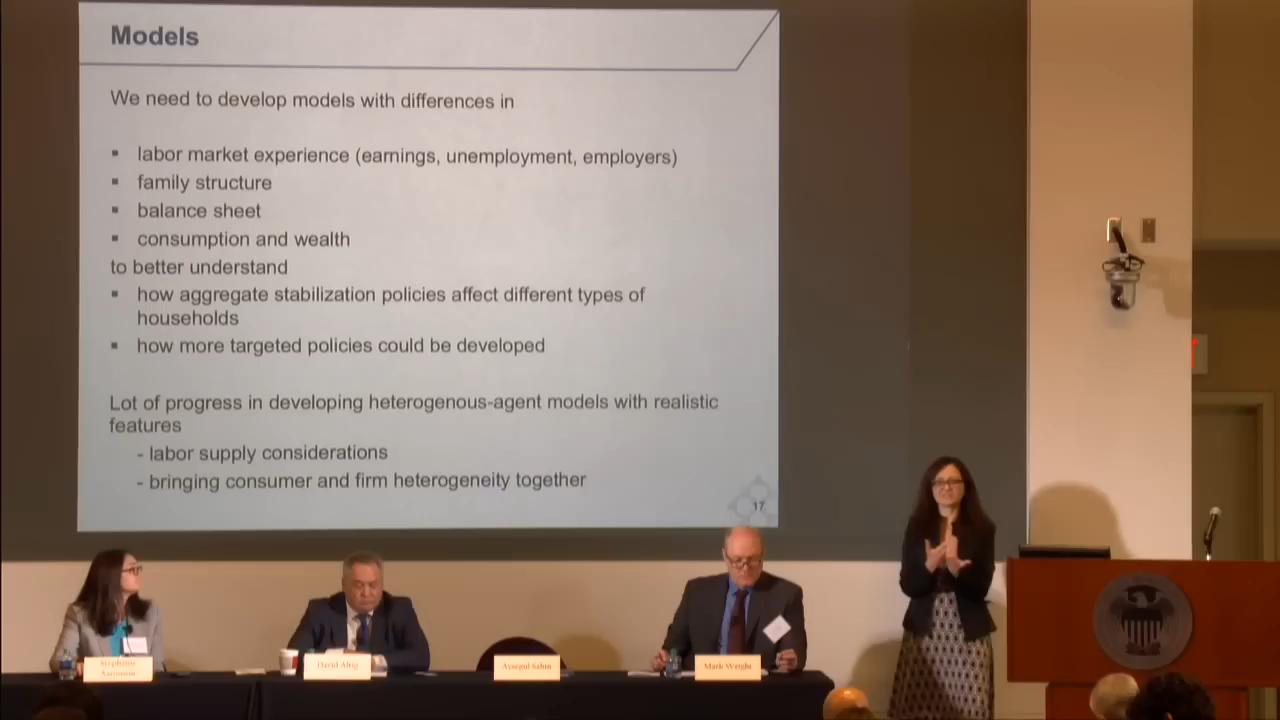 Models
We need to develop models with differences in
▪ labor market experience (earnings, unemployment, employers)
▪ family structure
▪ balance sheet
▪ consumption and wealth
to better understand
▪ how aggregate stabilization policies affect different types of
households
▪ how more targeted policies could be developed
Lot of progress in developing heterogenous-agent models with realistic
features
- labor supply considerations
- bringing consumer and firm heterogeneity together
17
Stephanie
Aaronson
David Altig
Aysegul Sahin
Mark Wright